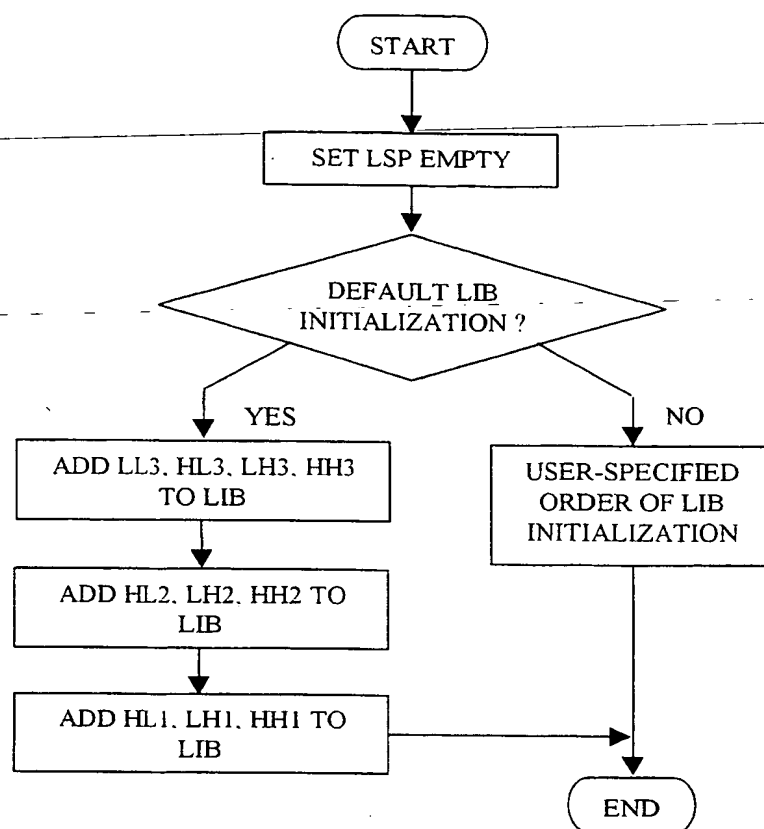 START
SET LSP EMPTY
DEFAULT LIB
INITIALIZATION ?
YES
NO
ADD LL3, HL3, LH3, HH3
TO LIB
USER-SPECIFIED
ORDER OF LIB
INITIALIZATION
ADD HL2, LH2, HH2 TO
LIB
ADD HL1, LH1, HH1 TO
LIB
END